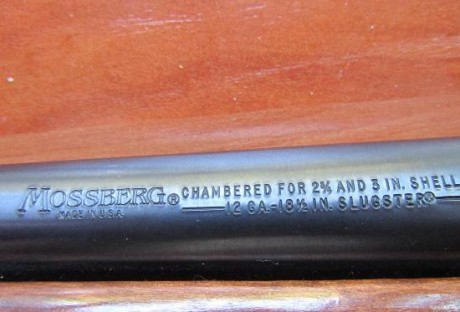 MOSSBERG® CHAMBERED FOR 2¾ AND 3 IN. SHELL
MADE IN U.S.A. 12 GA.-18½ IN. SLUGSTER®